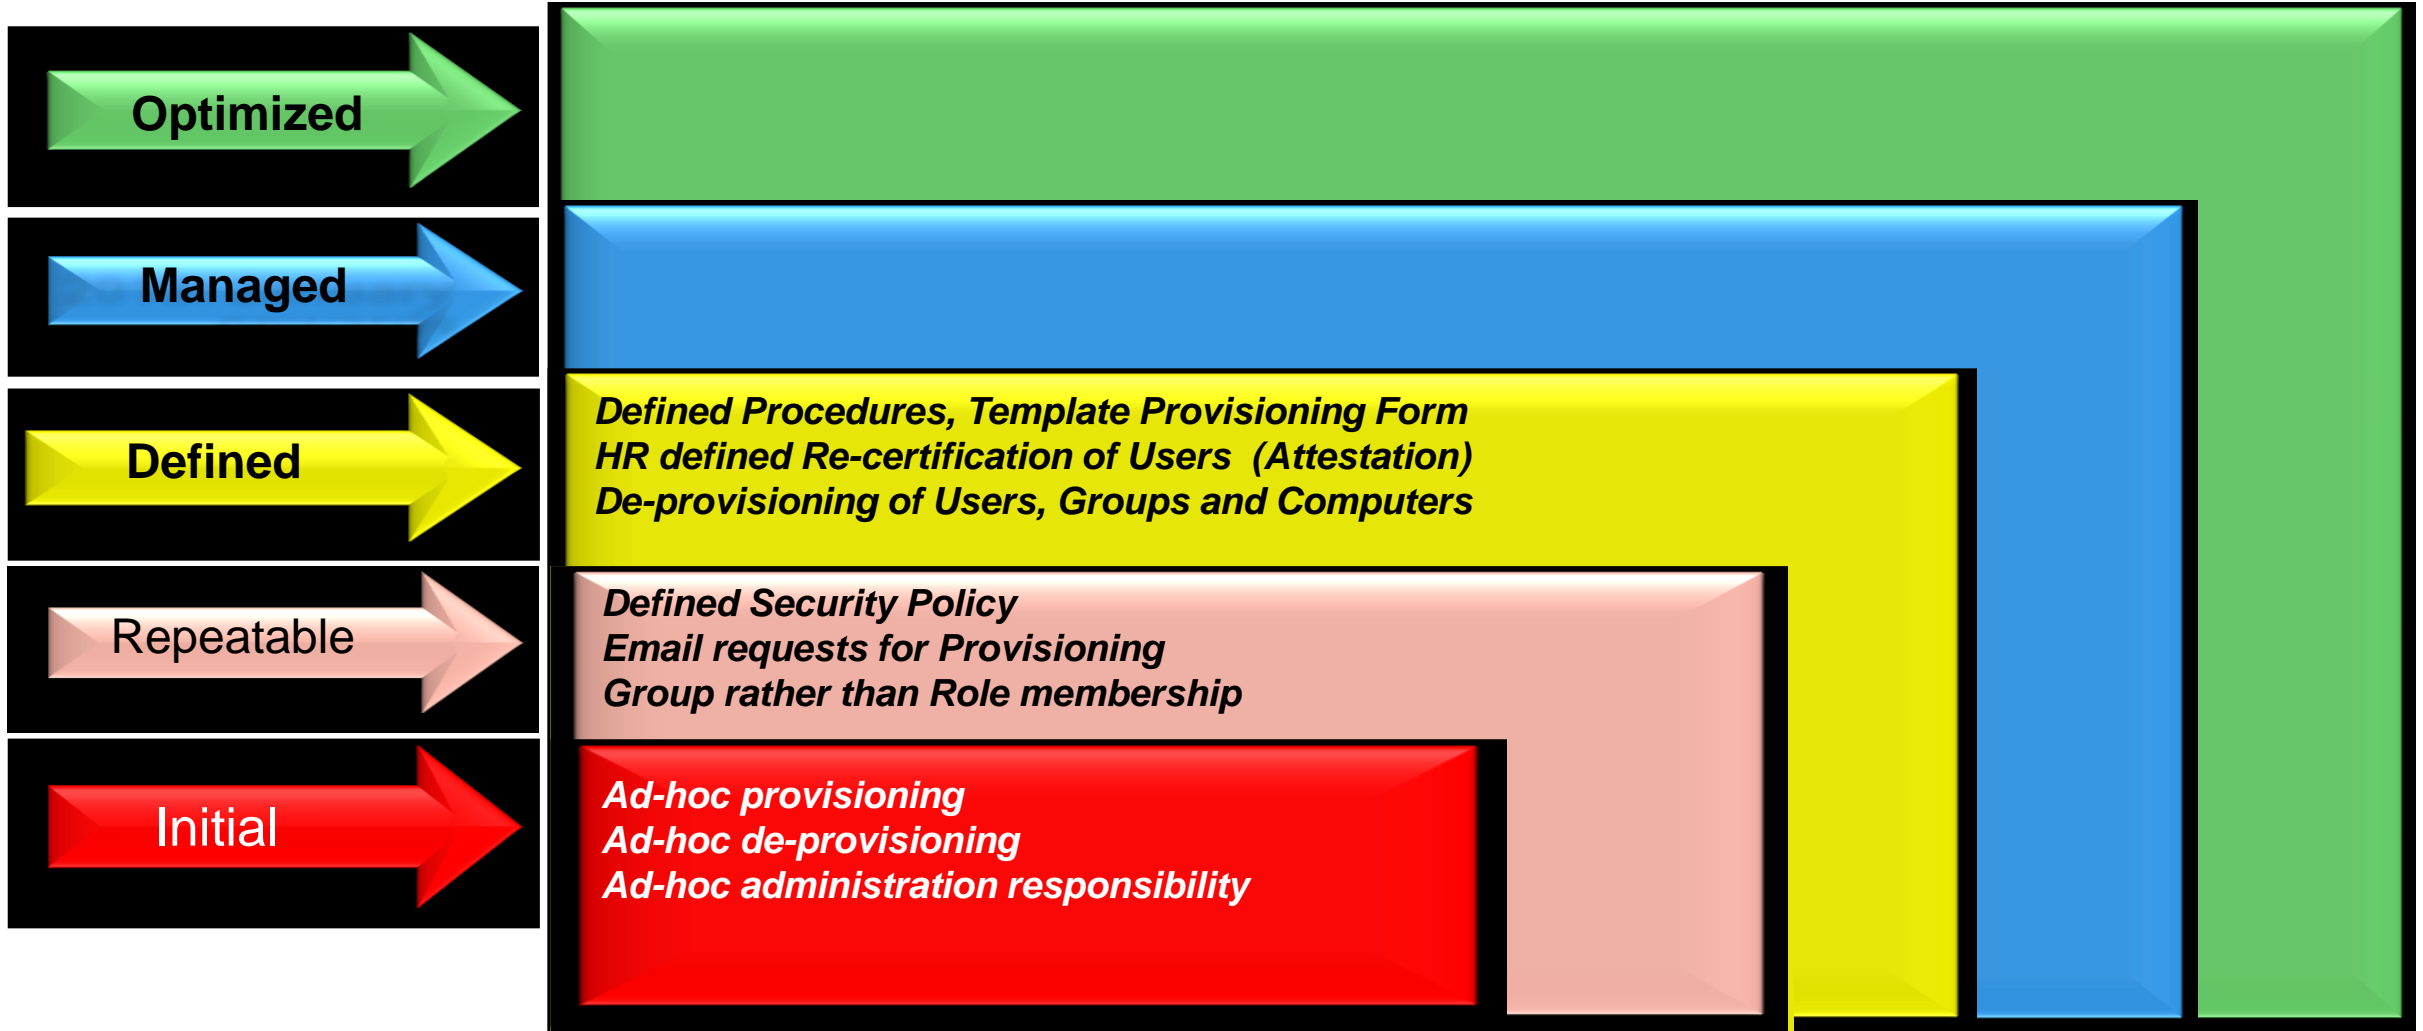 Optimized
Managed
Defined
Defined Procedures, Template Provisioning Form
HR defined Re-certification of Users (Attestation)
De-provisioning of Users, Groups and Computers
Repeatable
Defined Security Policy
Email requests for Provisioning
Group rather than Role membership
Initial
Ad-hoc provisioning
Ad-hoc de-provisioning
Ad-hoc administration responsibility